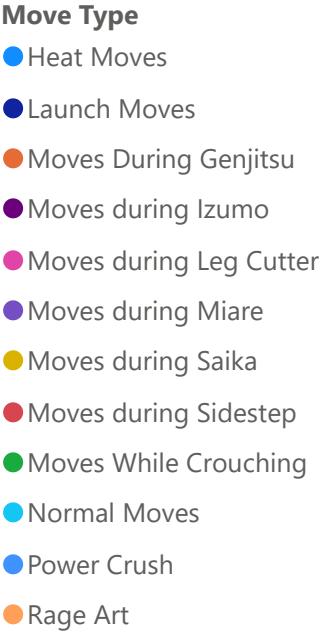 Move Type
Heat Moves
Launch Moves
Moves During Genjitsu
Moves during Izumo
Moves during Leg Cutter
Moves during Miare
Moves during Saika
Moves during Sidestep
Moves While Crouching
Normal Moves
Power Crush
Rage Art